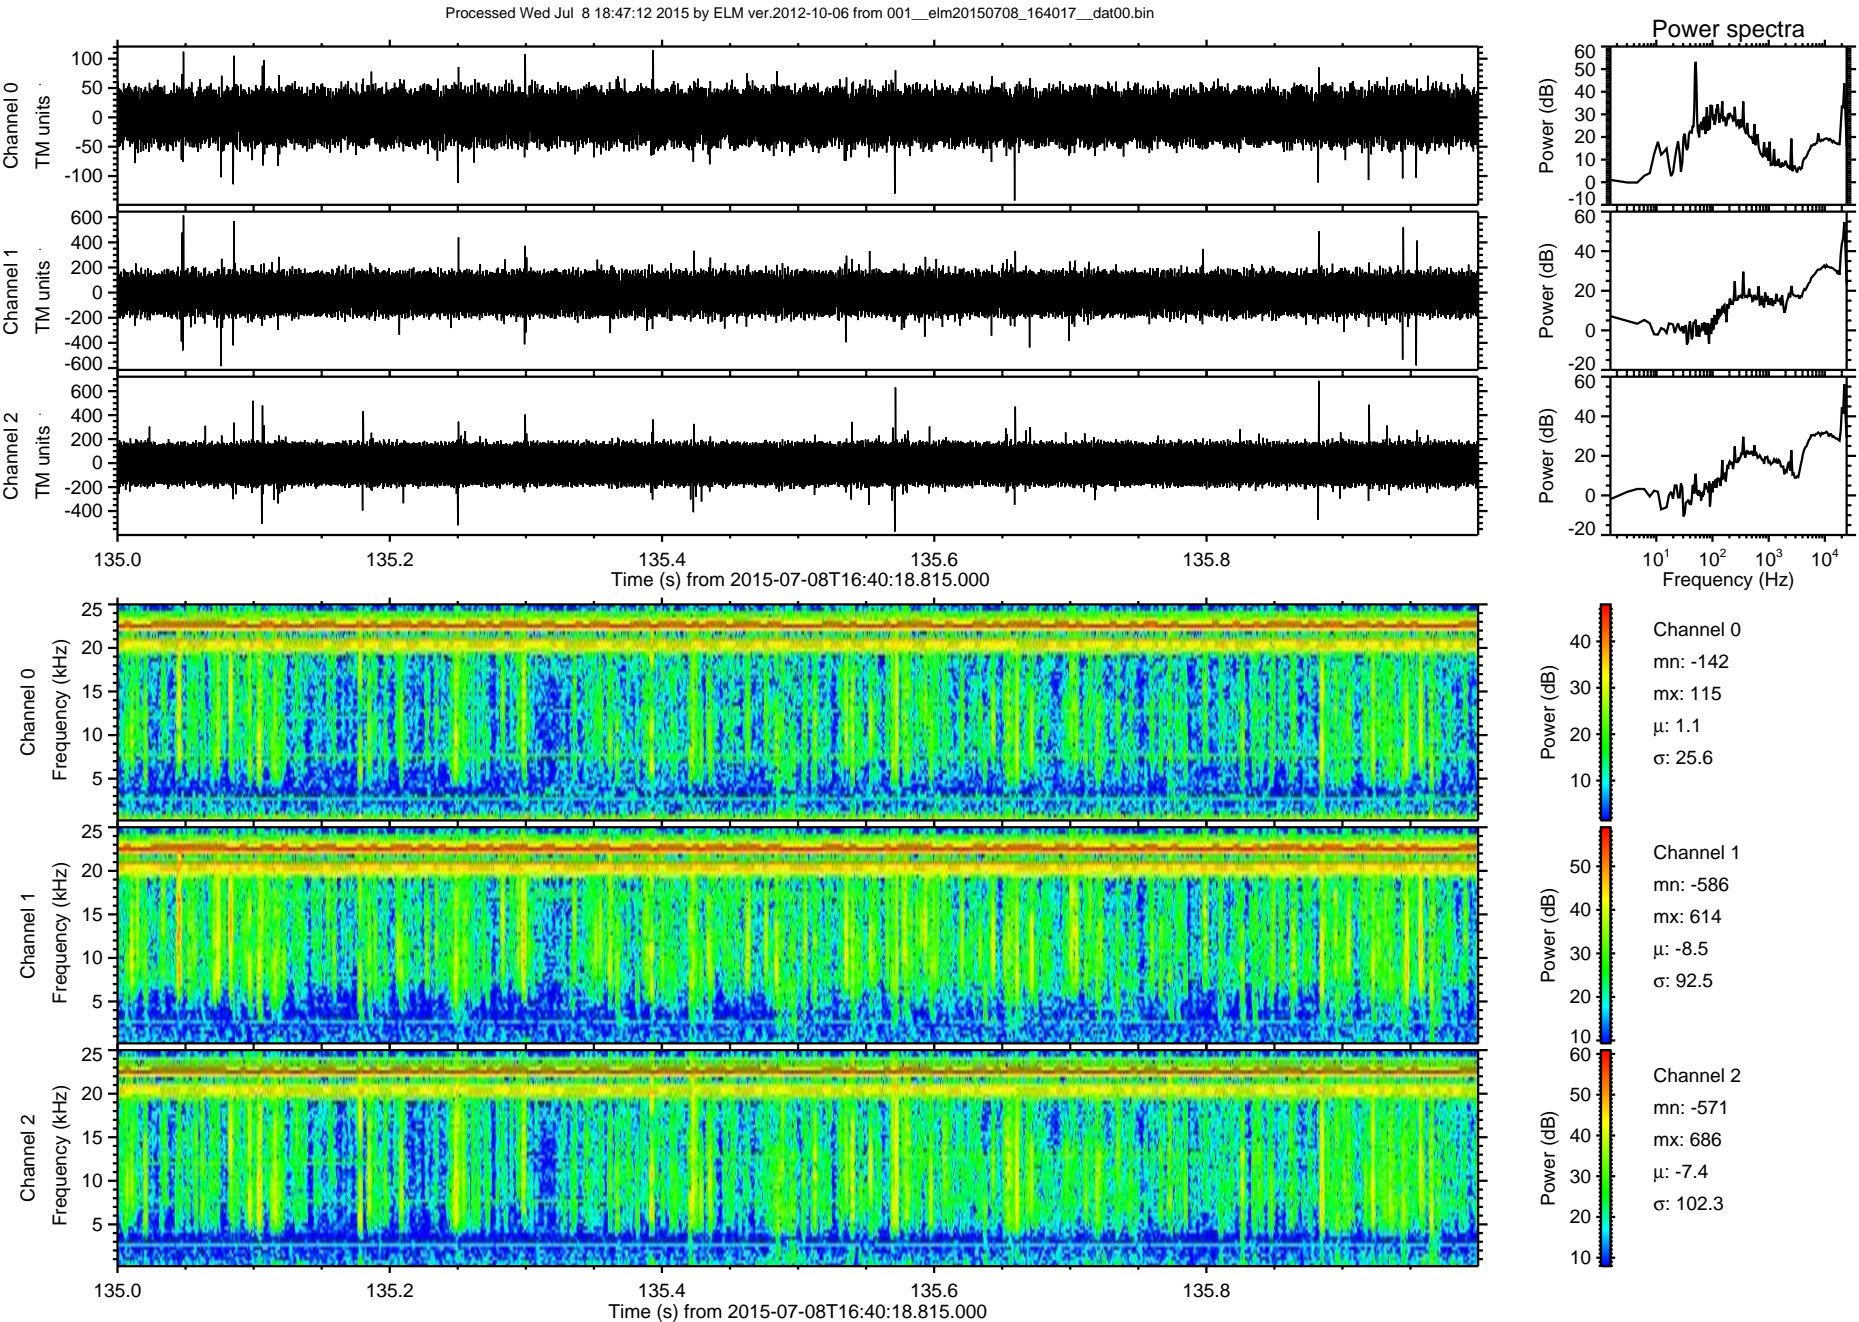 Processed Wed Jul  8 18:47:12 2015 by ELM ver.2012-10-06 from 001__elm20150708_164017__dat00.bin
Power spectra
Channel 0
TM units
100
50
0
-50
-100
Power (dB)
60
50
40
30
20
10
0
-10
Channel 1
TM units
600
400
200
0
-200
-400
-600
Power (dB)
60
40
20
0
-20
Channel 2
TM units
600
400
200
0
-200
-400
Power (dB)
60
40
20
0
-20
135.0 135.2 135.4 135.6 135.8
Time (s) from 2015-07-08T16:40:18.815.000
10¹ 10² 10³ 10⁴
Frequency (Hz)
Channel 0
Frequency (kHz)
25
20
15
10
5
Power (dB)
40
30
20
10
Channel 0
mn: -142
mx: 115
μ: 1.1
σ: 25.6
Channel 1
Frequency (kHz)
25
20
15
10
5
Power (dB)
50
40
30
20
10
Channel 1
mn: -586
mx: 614
μ: -8.5
σ: 92.5
Channel 2
Frequency (kHz)
25
20
15
10
5
Power (dB)
60
50
40
30
20
10
Channel 2
mn: -571
mx: 686
μ: -7.4
σ: 102.3
135.0 135.2 135.4 135.6 135.8
Time (s) from 2015-07-08T16:40:18.815.000